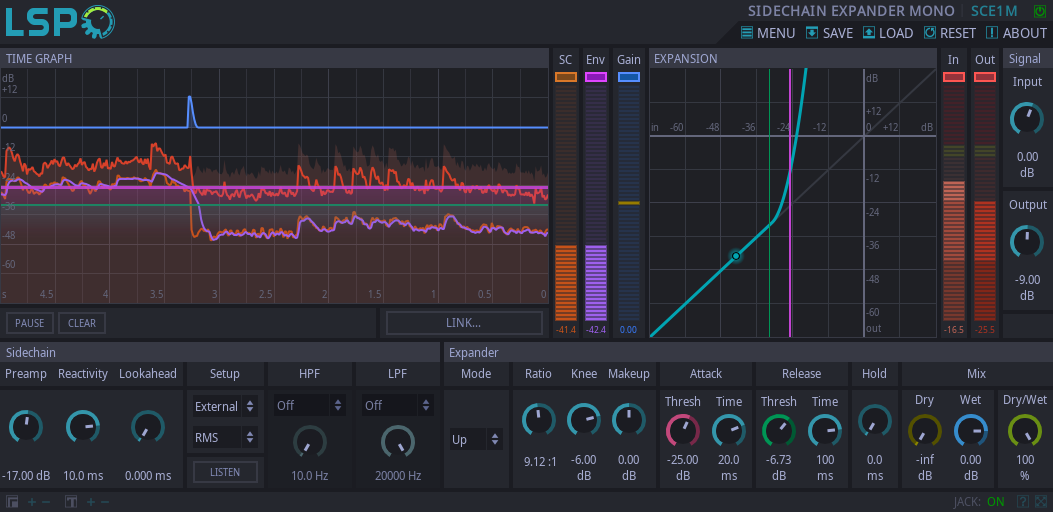 LSP
SIDECHAIN EXPANDER MONO SCE1M
MENU SAVE LOAD RESET ABOUT
TIME GRAPH
SC Env Gain
EXPANSION
In Out
Signal
dB
+12
0
-12
-24
-36
-48
-60
s 4.5 4 3.5 3 2.5 2 1.5 1 0.5 0
-41.4 -42.4 0.00
dB
+12
in -60 -48 -36 -24 -12 0 +12 dB
-12
-24
-36
-48
-60
out
-16.5 -25.5
Input
0.00
dB
Output
-9.00
dB
PAUSE CLEAR LINK...
Sidechain
Expander
Preamp Reactivity Lookahead Setup HPF LPF
Mode Ratio Knee Makeup Attack Release Hold Mix
External Off Off
RMS
LISTEN
-17.00 dB 10.0 ms 0.000 ms 10.0 Hz 20000 Hz
Up
Thresh Time Thresh Time Dry Wet Dry/Wet
9.12 :1 -6.00 dB 0.00 dB -25.00 dB 20.0 ms -6.73 dB 100 ms 0.0 ms -inf dB 0.00 dB 100 %
JACK: ON